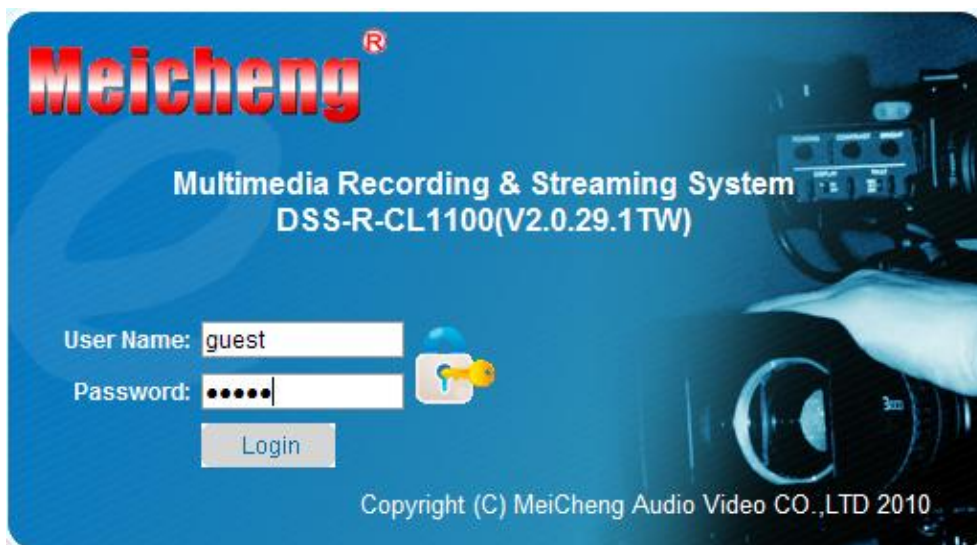 Meicheng®
Multimedia Recording & Streaming System
DSS-R-CL1100(V2.0.29.1TW)
User Name: guest
Password: •••••
Login
Copyright (C) MeiCheng Audio Video CO.,LTD 2010